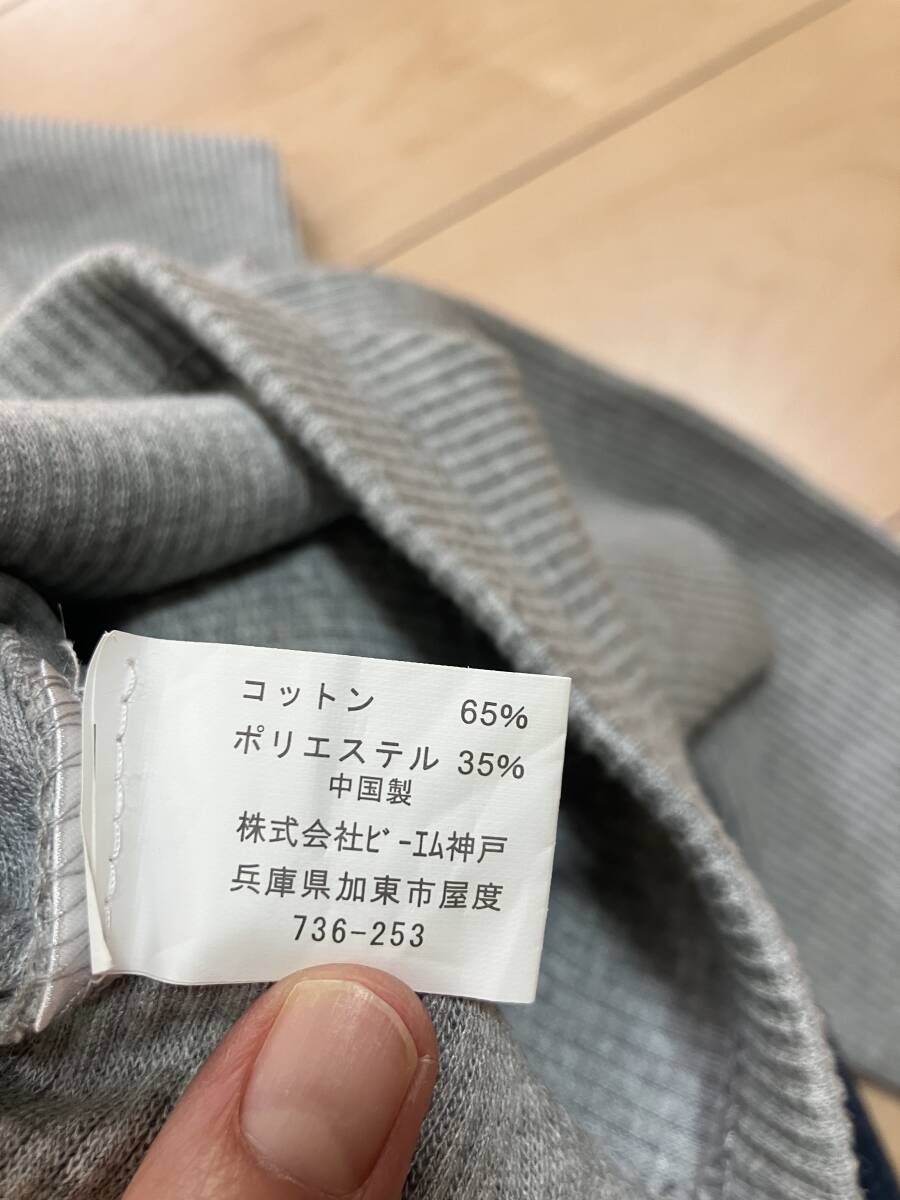 コットン 65%
ポリエステル 35%
中国製
株式会社ﾋﾞｰｴﾑ神戸
兵庫県加東市屋度
736-253